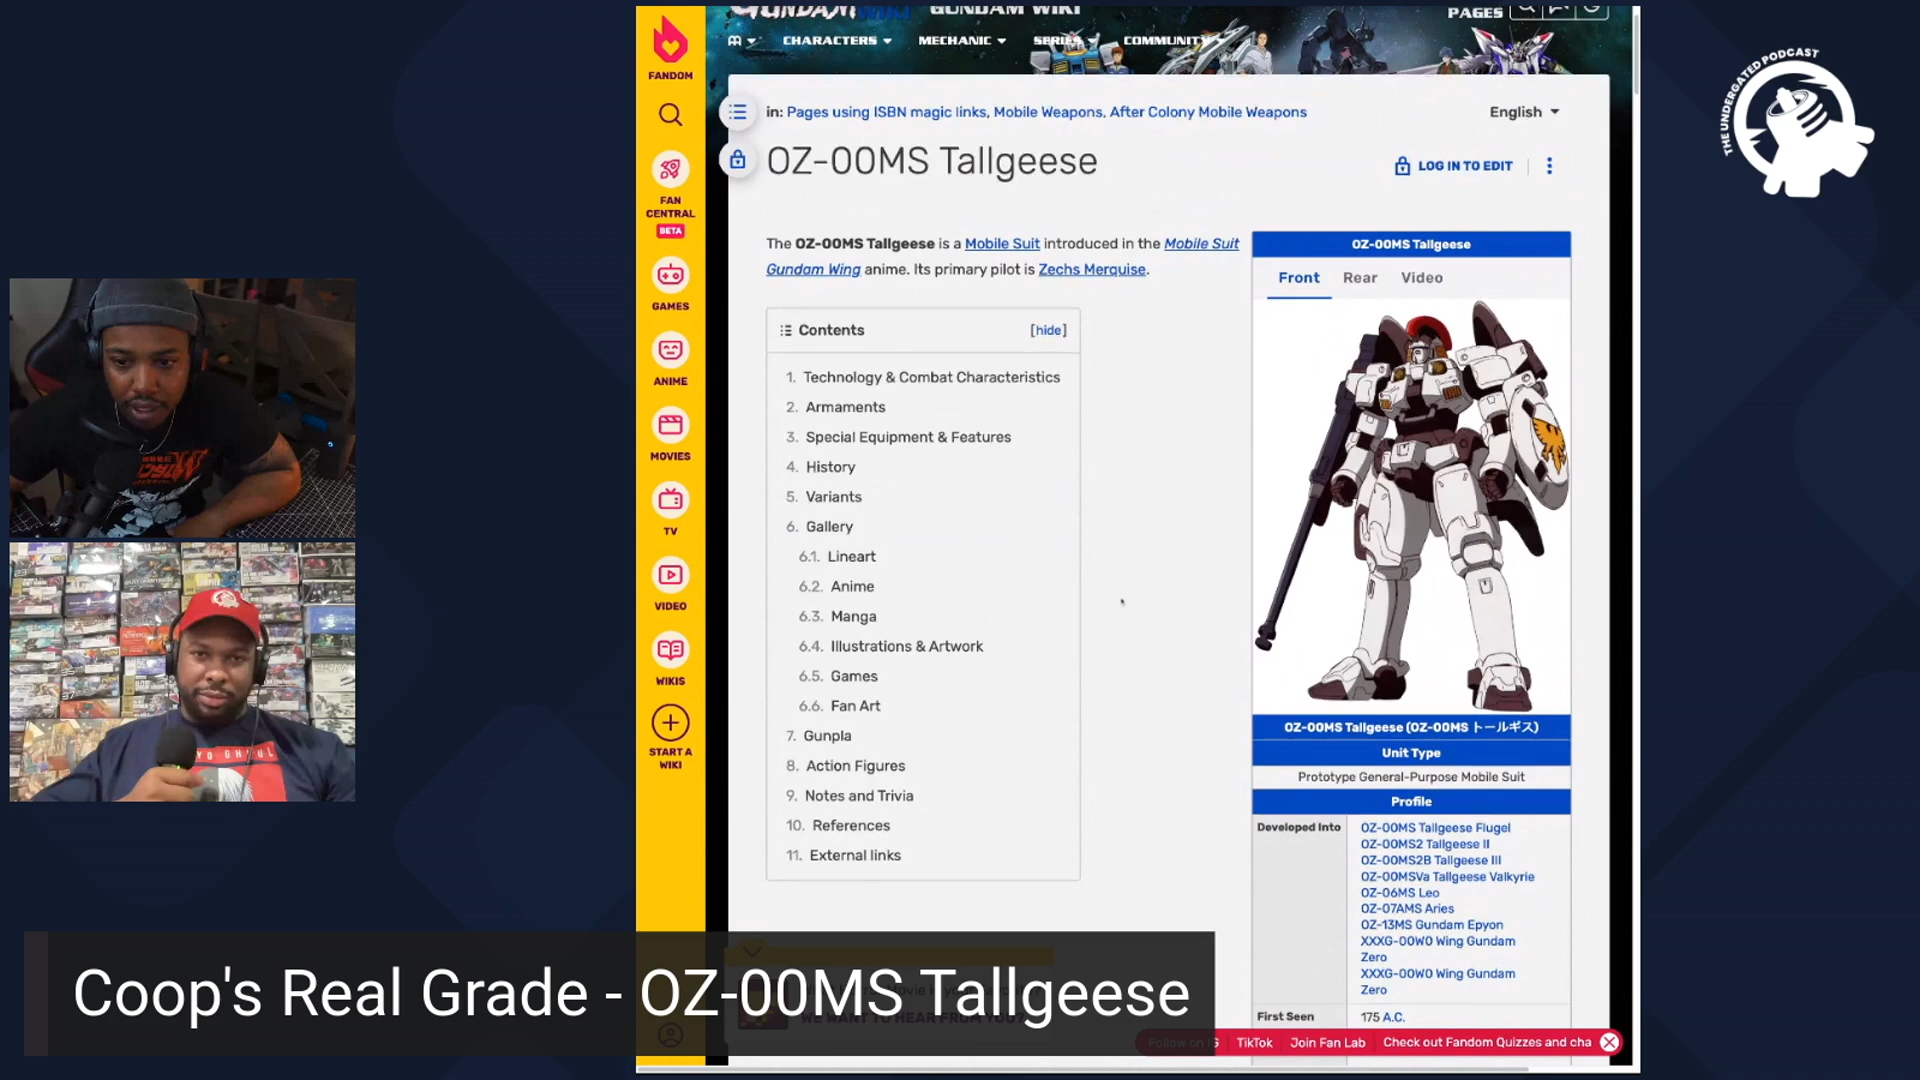 GUNDAM WIKI
PAGES
CHARACTERS
MECHANIC
SERIES
COMMUNITY
THE UNDERGATED PODCAST
FANDOM
FAN
CENTRAL
BETA
GAMES
ANIME
MOVIES
TV
VIDEO
WIKIS
START A
WIKI
in: Pages using ISBN magic links, Mobile Weapons, After Colony Mobile Weapons
English
OZ-00MS Tallgeese
LOG IN TO EDIT
The OZ-00MS Tallgeese is a Mobile Suit introduced in the Mobile Suit
Gundam Wing anime. Its primary pilot is Zechs Merquise.
Contents [hide]
1. Technology & Combat Characteristics
2. Armaments
3. Special Equipment & Features
4. History
5. Variants
6. Gallery
6.1. Lineart
6.2. Anime
6.3. Manga
6.4. Illustrations & Artwork
6.5. Games
6.6. Fan Art
7. Gunpla
8. Action Figures
9. Notes and Trivia
10. References
11. External links
OZ-00MS Tallgeese
Front Rear Video
OZ-00MS Tallgeese (OZ-00MS トールギス)
Unit Type
Prototype General-Purpose Mobile Suit
Profile
Developed Into
OZ-00MS Tallgeese Flugel
OZ-00MS2 Tallgeese II
OZ-00MS2B Tallgeese III
OZ-00MSVa Tallgeese Valkyrie
OZ-06MS Leo
OZ-07AMS Aries
OZ-13MS Gundam Epyon
XXXG-00W0 Wing Gundam
Zero
XXXG-00W0 Wing Gundam
Zero
First Seen 175 A.C.
WE WANT TO HEAR FROM YOU
Follow on IG TikTok Join Fan Lab Check out Fandom Quizzes and cha
Coop's Real Grade - OZ-00MS Tallgeese